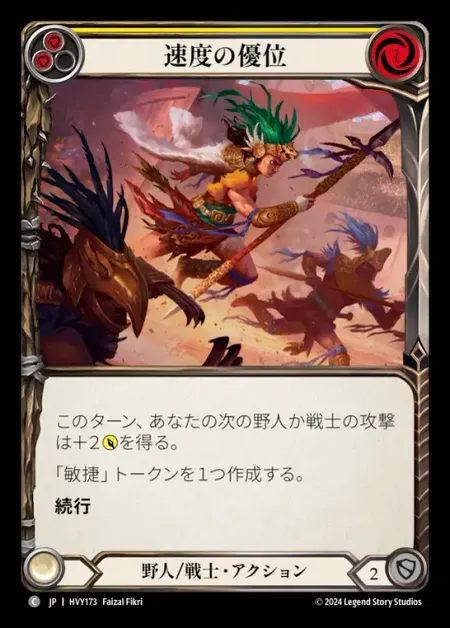 速度の優位
1
このターン、あなたの次の野人か戦士の攻撃
は＋２を得る。
「敏捷」トークンを１つ作成する。
続行
野人/戦士・アクション
2
C JP | HVY173 Faizal Fikri
© 2024 Legend Story Studios